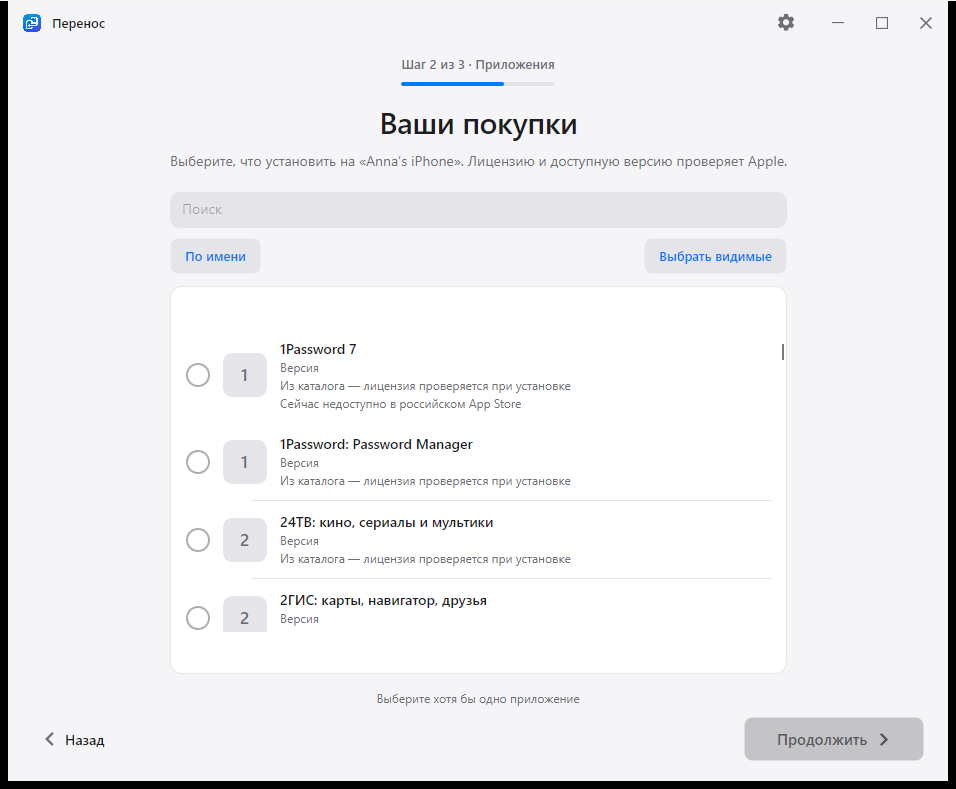 Перенос
Шаг 2 из 3 · Приложения
Ваши покупки
Выберите, что установить на «Anna’s iPhone». Лицензию и доступную версию проверяет Apple.
Поиск
По имени
Выбрать видимые
1
1Password 7
Версия
Из каталога — лицензия проверяется при установке
Сейчас недоступно в российском App Store
1
1Password: Password Manager
Версия
Из каталога — лицензия проверяется при установке
2
24ТВ: кино, сериалы и мультики
Версия
Из каталога — лицензия проверяется при установке
2
2ГИС: карты, навигатор, друзья
Версия
Выберите хотя бы одно приложение
Назад
Продолжить